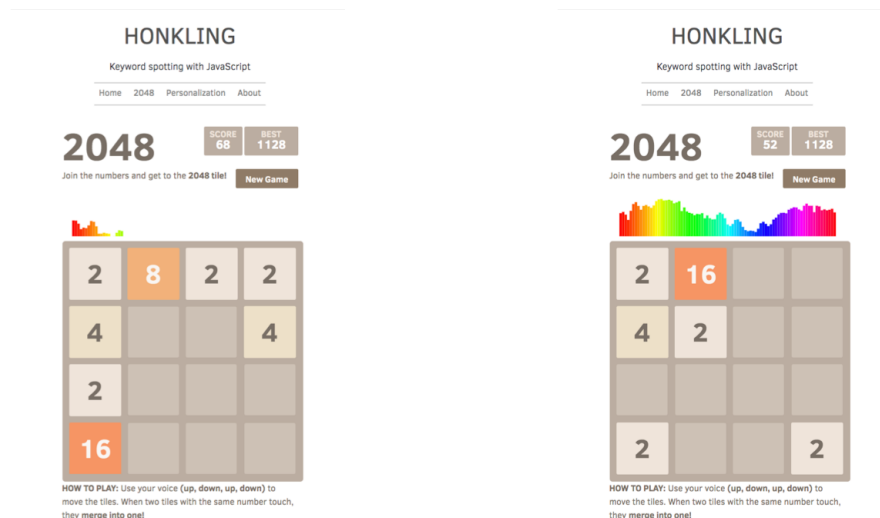 HONKLING
Keyword spotting with JavaScript
Home 2048 Personalization About
2048
SCORE
68
BEST
1128
Join the numbers and get to the 2048 tile!
New Game
2 8 2 2
4 4
2
16
HOW TO PLAY: Use your voice (up, down, up, down) to
move the tiles. When two tiles with the same number touch,
they merge into one!
HONKLING
Keyword spotting with JavaScript
Home 2048 Personalization About
2048
SCORE
52
BEST
1128
Join the numbers and get to the 2048 tile!
New Game
2 16
4 2
2 2
HOW TO PLAY: Use your voice (up, down, up, down) to
move the tiles. When two tiles with the same number touch,
they merge into one!